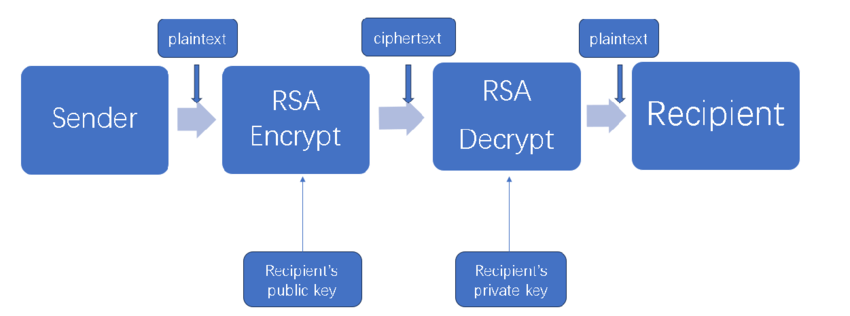 plaintext
ciphertext
plaintext
Sender
RSA
Encrypt
RSA
Decrypt
Recipient
Recipient's
public key
Recipient's
private key